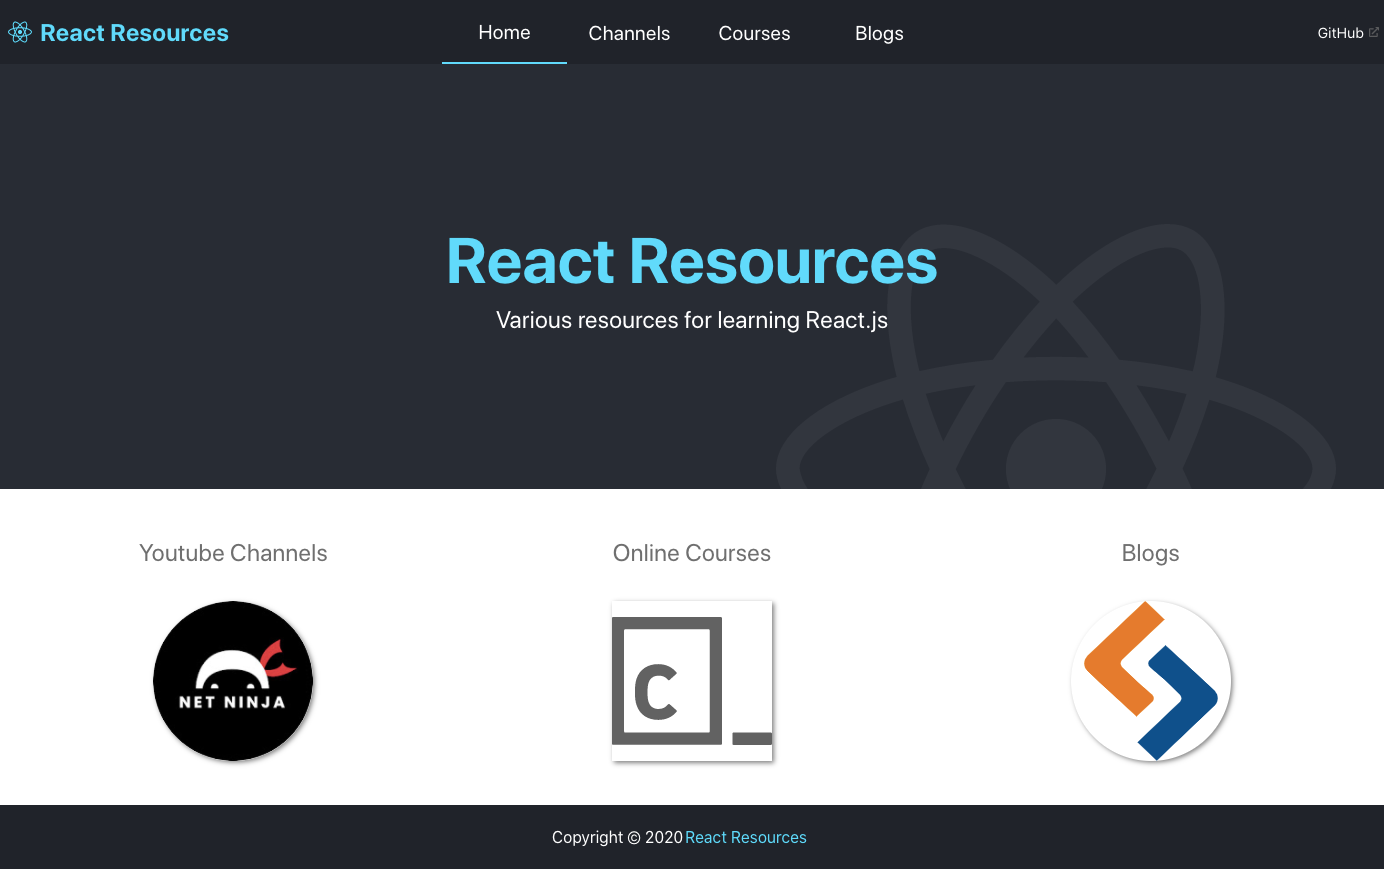 React Resources
Home
Channels
Courses
Blogs
GitHub
React Resources
Various resources for learning React.js
Youtube Channels
Online Courses
Blogs
NET NINJA
C_
Copyright © 2020 React Resources